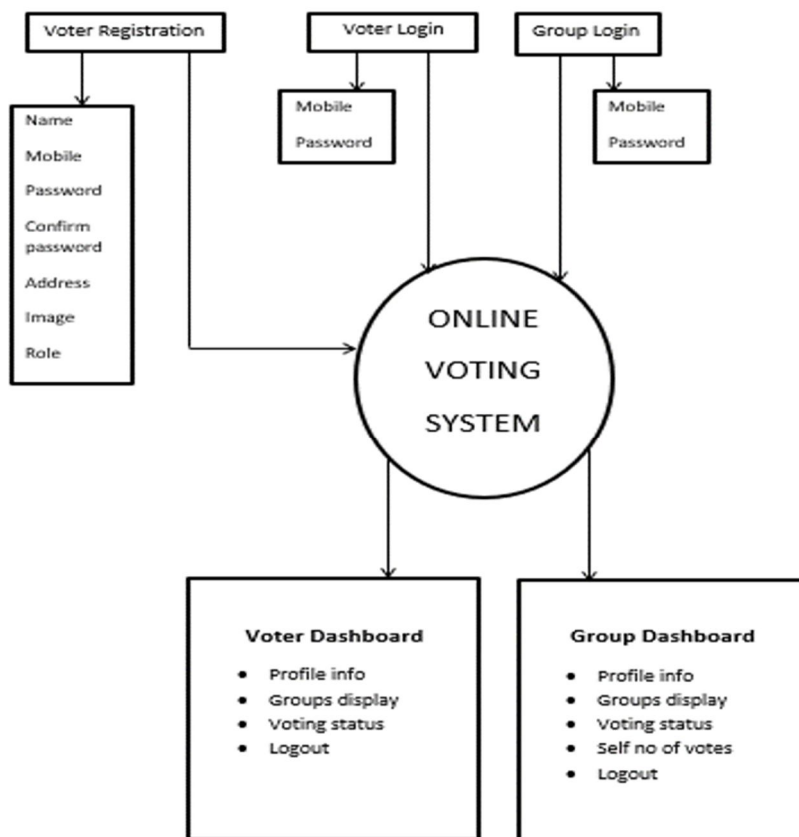 Voter Registration
Voter Login
Group Login
Name
Mobile
Password
Confirm
password
Address
Image
Role
Mobile
Password
Mobile
Password
ONLINE
VOTING
SYSTEM
Voter Dashboard
• Profile info
• Groups display
• Voting status
• Logout
Group Dashboard
• Profile info
• Groups display
• Voting status
• Self no of votes
• Logout